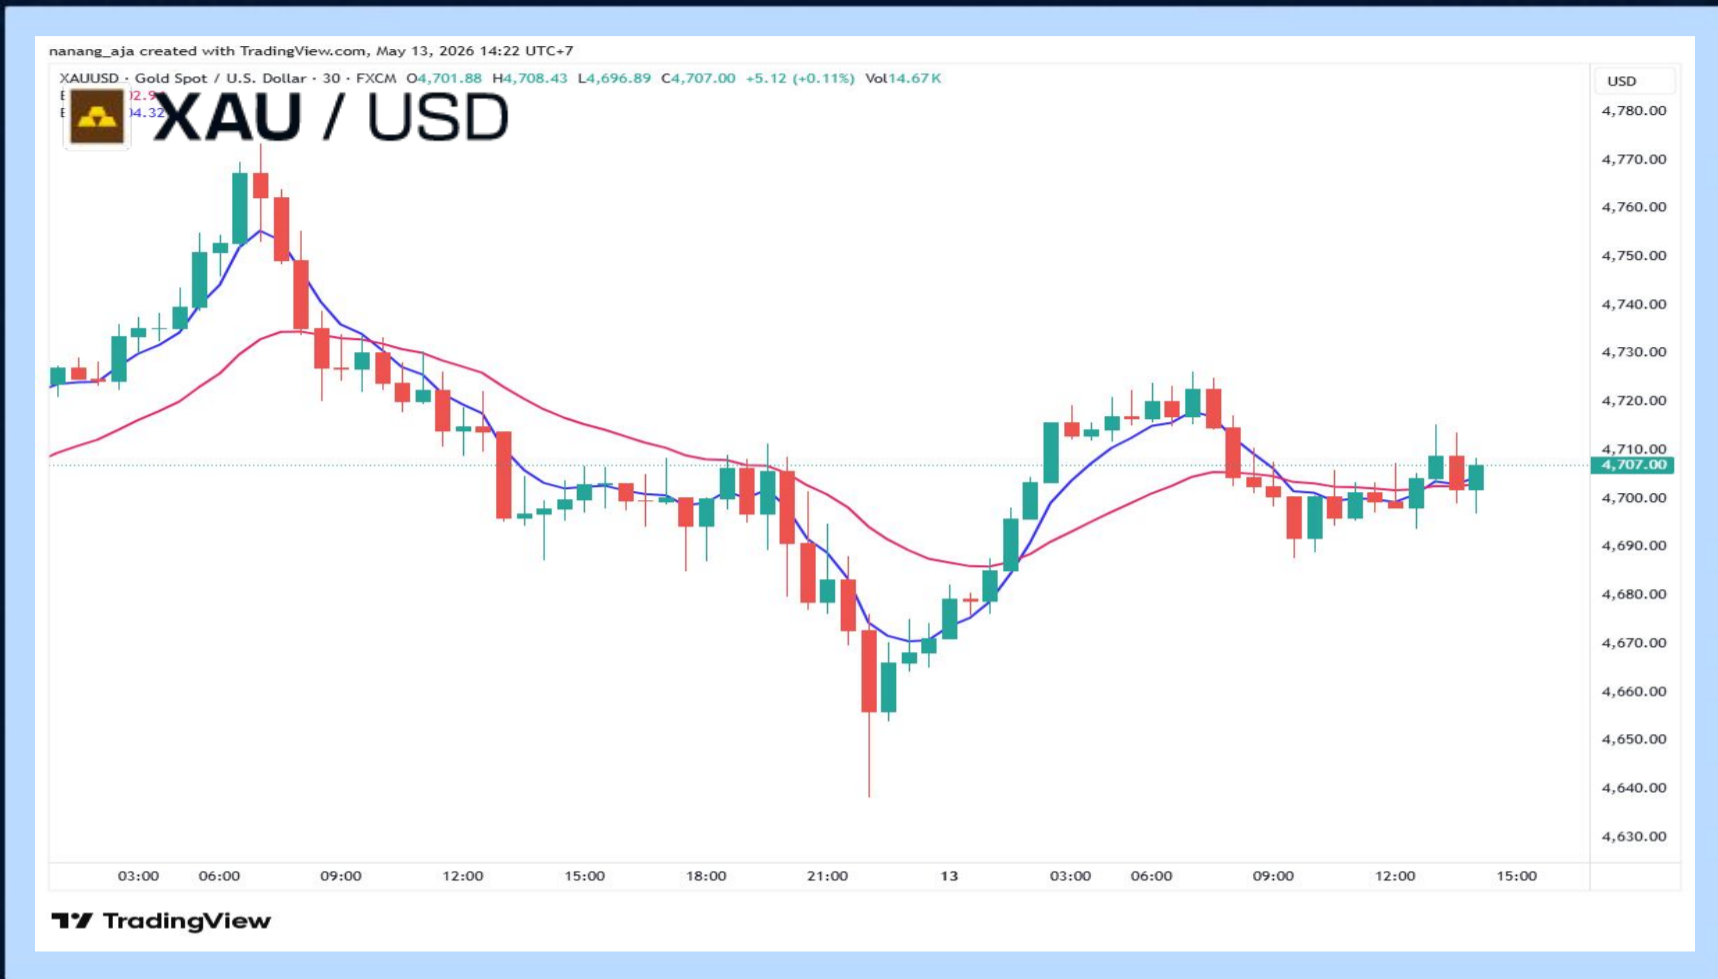 nanang_aja created with TradingView.com, May 13, 2026 14:22 UTC+7
XAUUSD · Gold Spot / U.S. Dollar · 30 · FXCM O4,701.88 H4,708.43 L4,696.89 C4,707.00 +5.12 (+0.11%) Vol14.67 K
XAU / USD
USD
4,780.00
4,770.00
4,760.00
4,750.00
4,740.00
4,730.00
4,720.00
4,710.00
4,707.00
4,700.00
4,690.00
4,680.00
4,670.00
4,660.00
4,650.00
4,640.00
4,630.00
03:00 06:00 09:00 12:00 15:00 18:00 21:00 13 03:00 06:00 09:00 12:00 15:00
TradingView